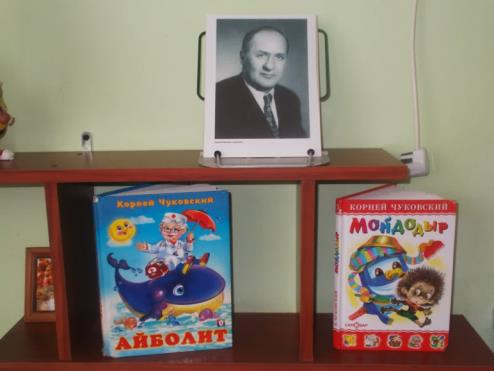 Корней Чуковский
АЙБОЛИТ
КОРНЕЙ ЧУКОВСКИЙ
МОЙДОДЫР